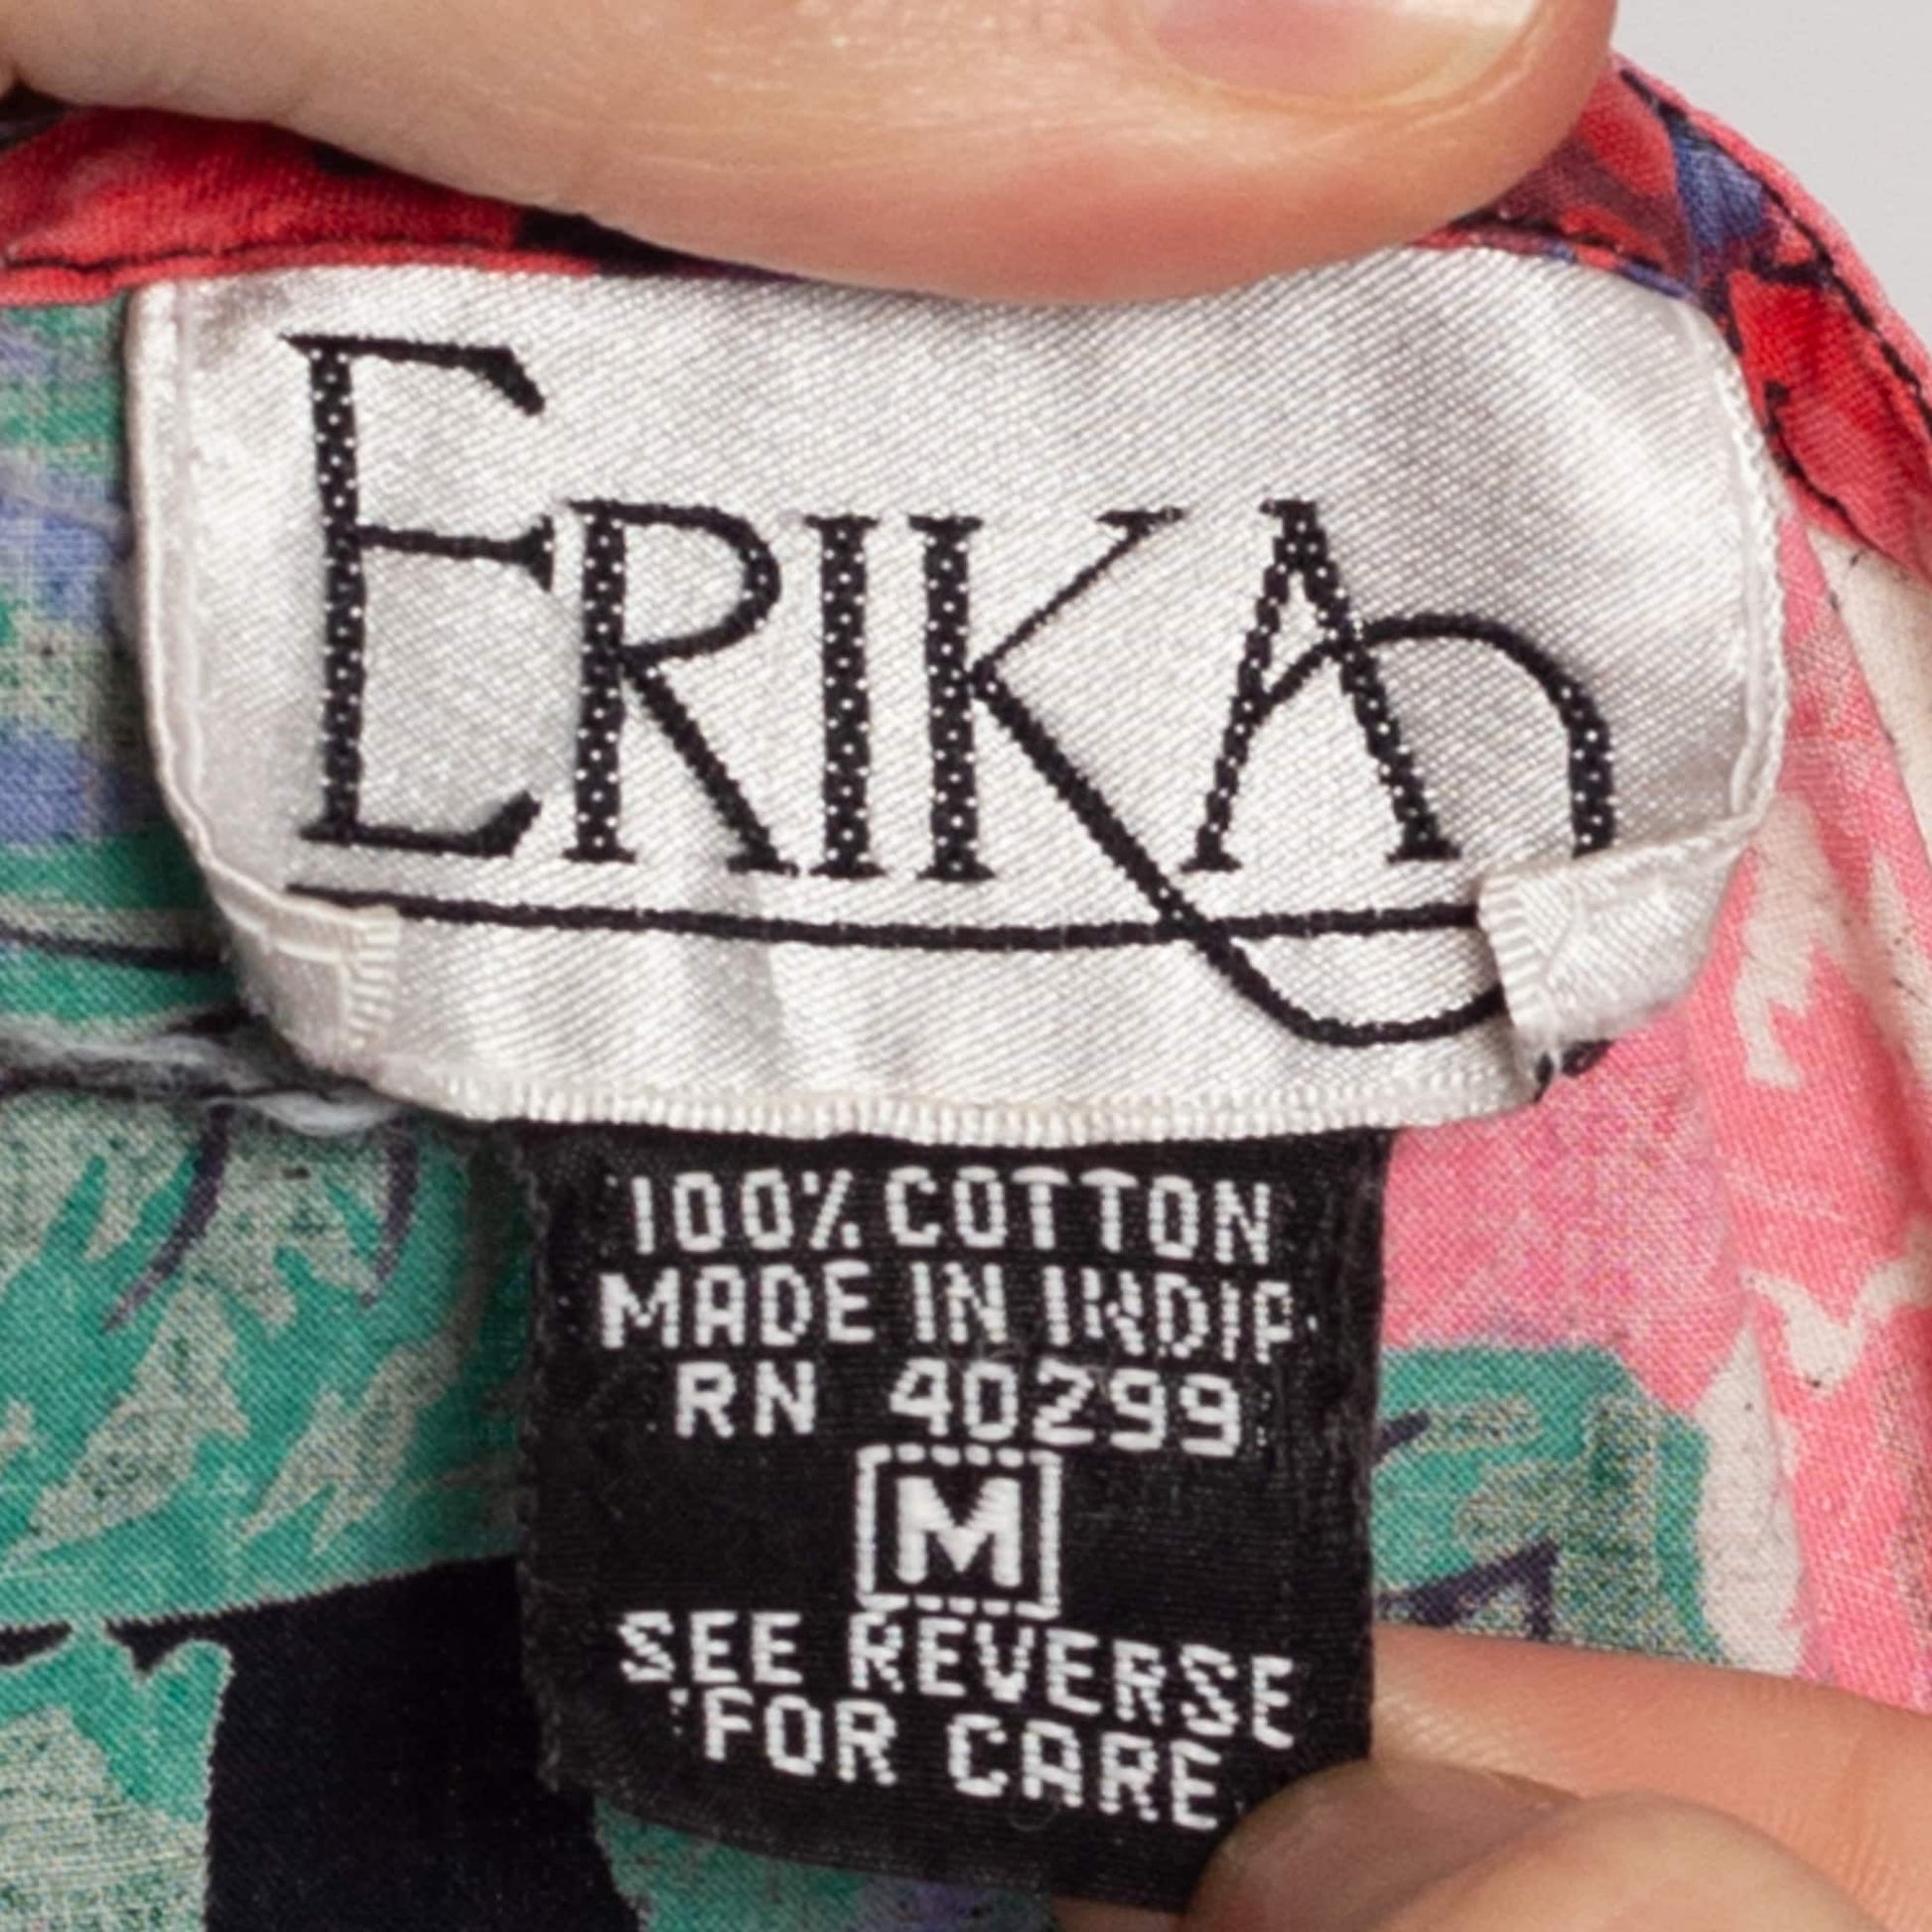 ERIKA
100% COTTON
MADE IN INDIA
RN 40299
M
SEE REVERSE
FOR CARE